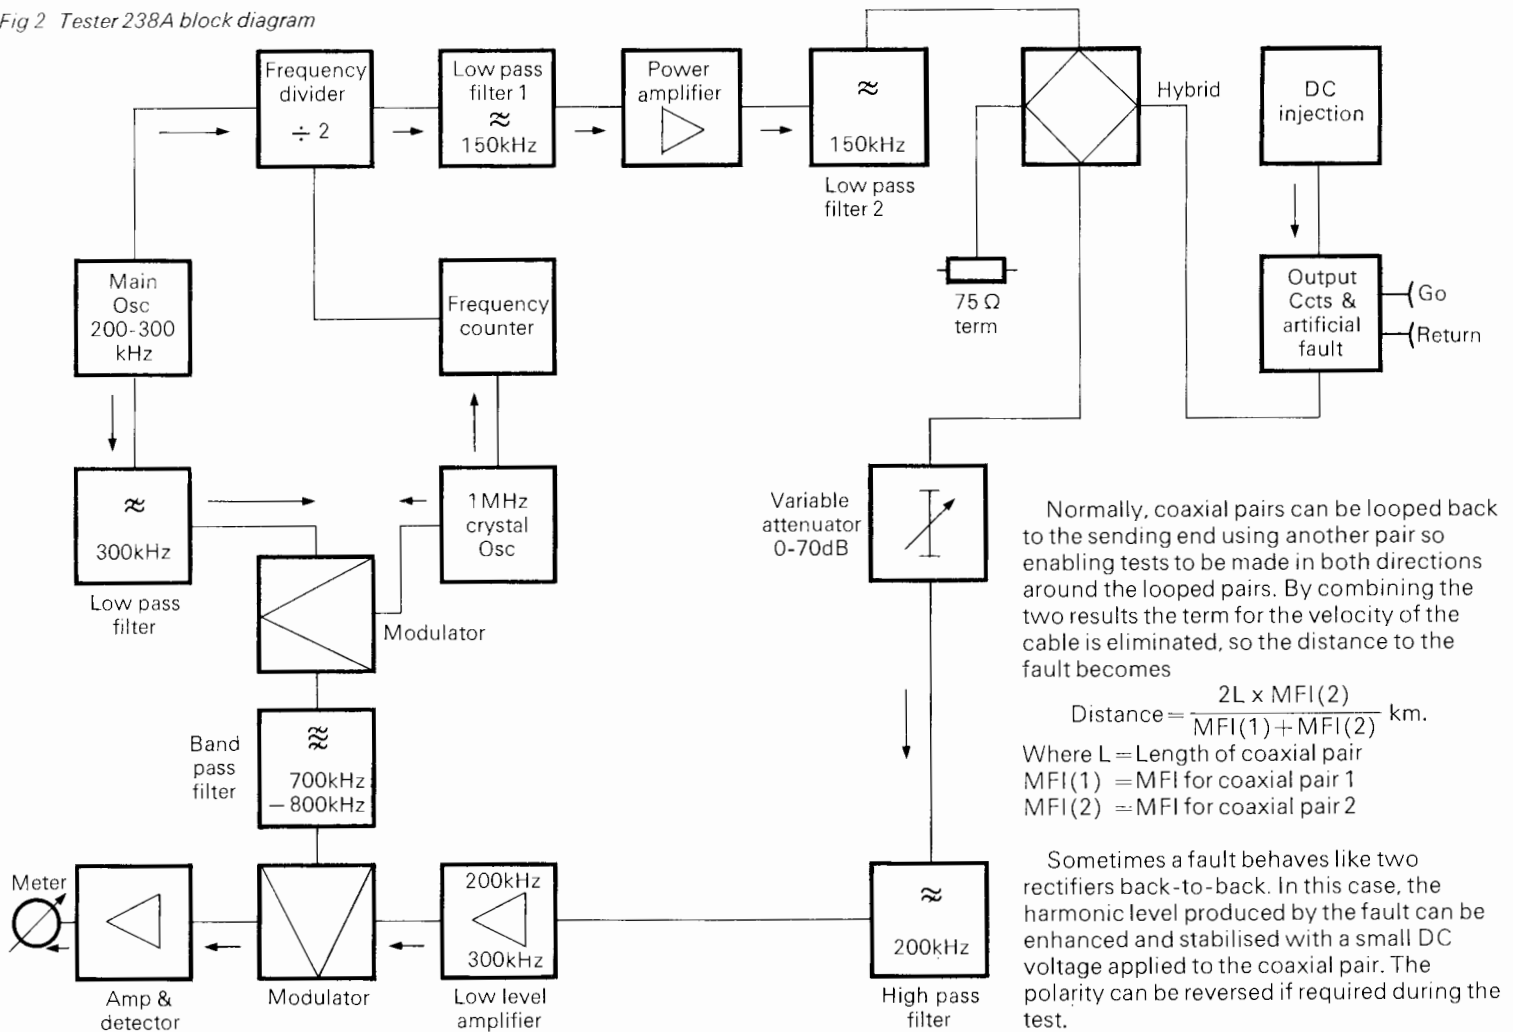 Fig 2 Tester 238A block diagram
Frequency
divider
÷ 2
Low pass
filter 1
≈
150kHz
Power
amplifier
≈
150kHz
Low pass
filter 2
Hybrid
DC
injection
Main
Osc
200-300
kHz
Frequency
counter
75 Ω
term
Output
Ccts &
artificial
fault
Go
Return
≈
300kHz
Low pass
filter
1 MHz
crystal
Osc
Modulator
Variable
attenuator
0-70dB
Band
pass
filter
700kHz
– 800kHz
Meter
Amp &
detector
Modulator
200kHz
300kHz
Low level
amplifier
≈
200kHz
High pass
filter
Normally, coaxial pairs can be looped back
to the sending end using another pair so
enabling tests to be made in both directions
around the looped pairs. By combining the
two results the term for the velocity of the
cable is eliminated, so the distance to the
fault becomes
Distance = 2L x MFI(2) / MFI(1) + MFI(2) km.
Where L = Length of coaxial pair
MFI(1) = MFI for coaxial pair 1
MFI(2) = MFI for coaxial pair 2
Sometimes a fault behaves like two
rectifiers back-to-back. In this case, the
harmonic level produced by the fault can be
enhanced and stabilised with a small DC
voltage applied to the coaxial pair. The
polarity can be reversed if required during the
test.